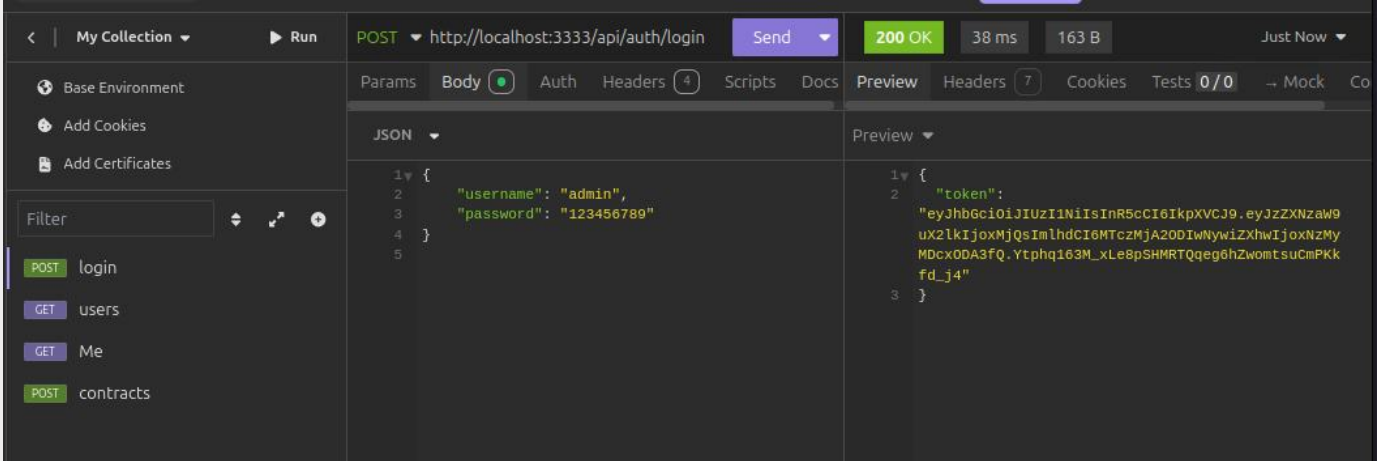 My Collection
Run
Base Environment
Add Cookies
Add Certificates
Filter
POST login
GET users
GET Me
POST contracts
POST http://localhost:3333/api/auth/login Send
Params Body Auth Headers 4 Scripts Docs
JSON
1 {
2 "username": "admin",
3 "password": "123456789"
4 }
5
200 OK 38 ms 163 B Just Now
Preview Headers 7 Cookies Tests 0/0 → Mock Co
Preview
1 {
2 "token":
"eyJhbGciOiJIUzI1NiIsInR5cCI6IkpXVCJ9.eyJzZXNzaW9
uX2lkIjoxMjQsImlhdCI6MTczMjA2ODIwNywiZXhwIjoxNzMy
MDcxODA3fQ.Ytphq163M_xLe8pSHMRTQqeg6hZwomtsuCmPKk
fd_j4"
3 }